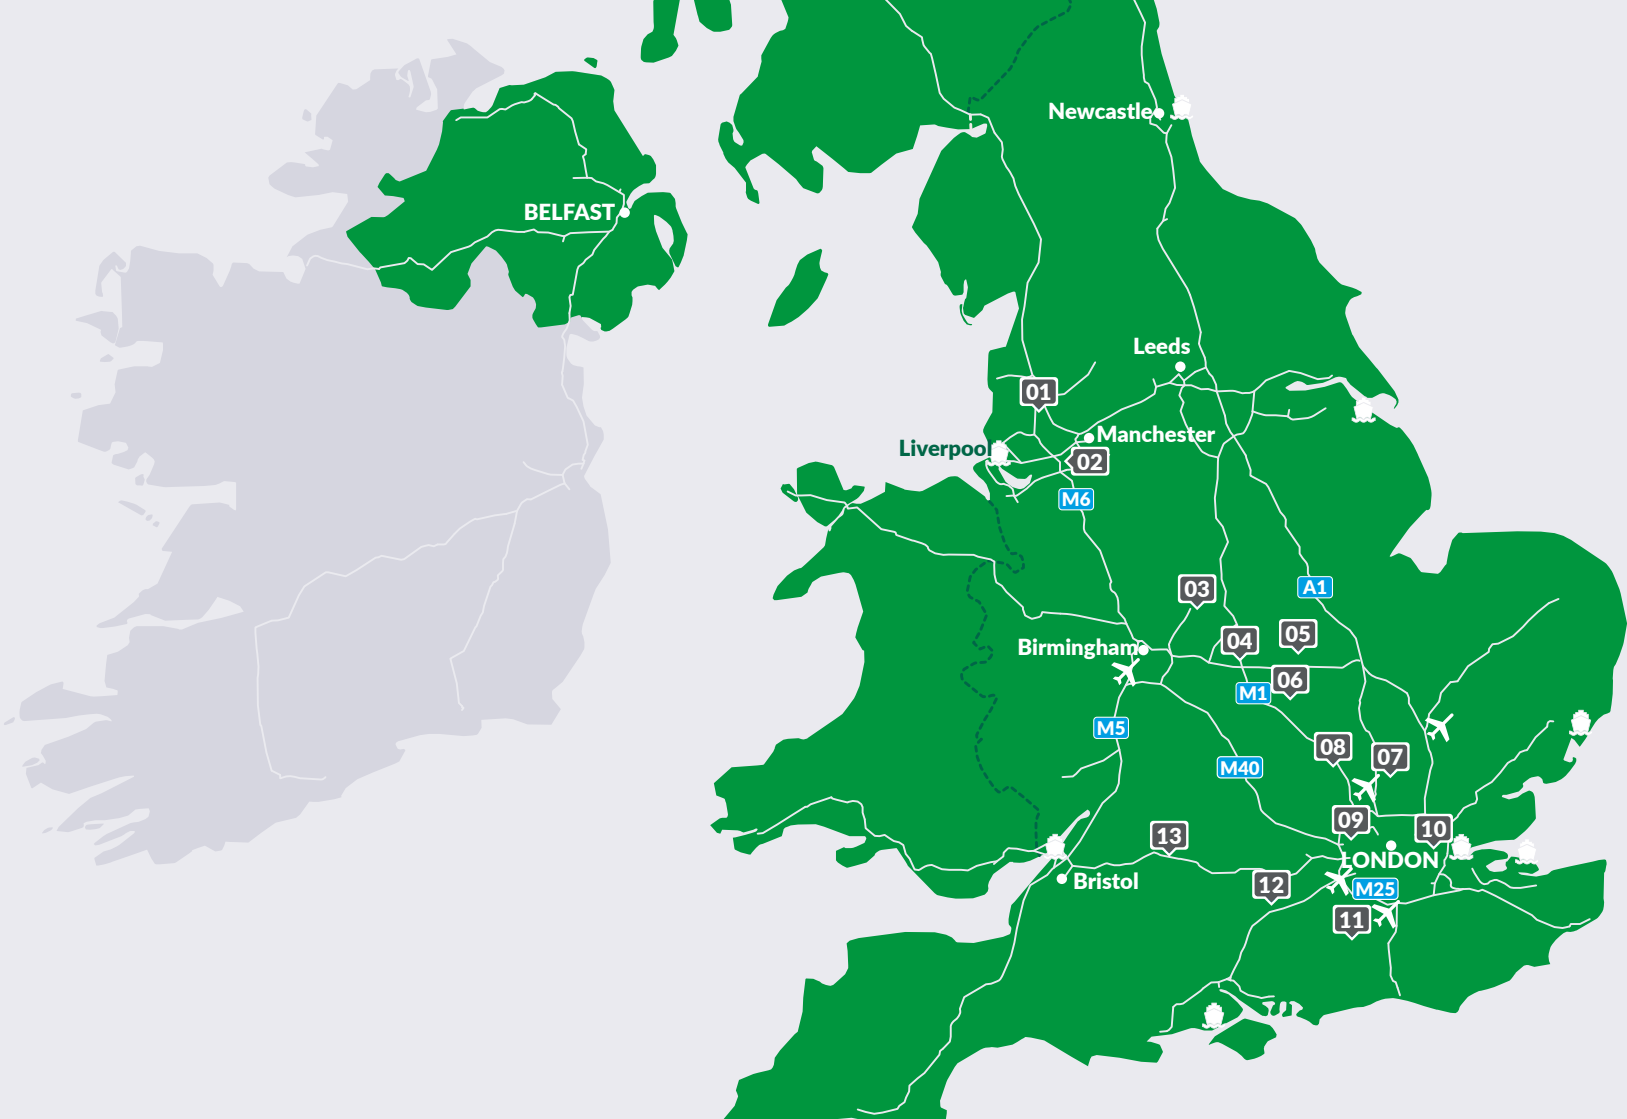 Newcastle
BELFAST
Leeds
01
Manchester
Liverpool
02
M6
03
A1
04
05
Birmingham
06
M1
M5
08
07
M40
09
10
13
LONDON
Bristol
12
M25
11